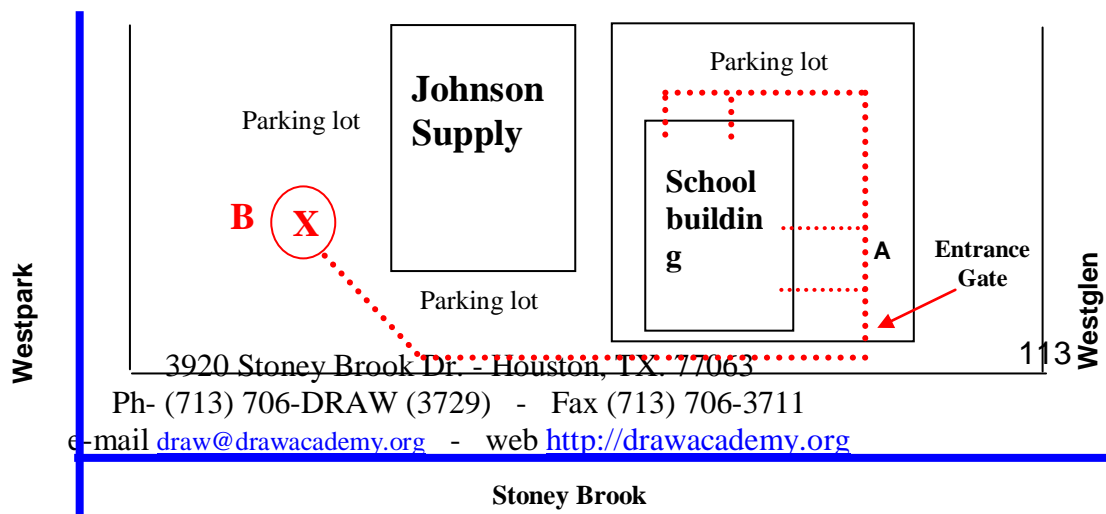 Parking lot
Johnson
Supply
Parking lot
School
buildin
g
B
X
A
Entrance
Gate
Parking lot
Westpark
Westglen
113
3920 Stoney Brook Dr. - Houston, TX. 77063
Ph- (713) 706-DRAW (3729) - Fax (713) 706-3711
e-mail draw@drawacademy.org - web http://drawacademy.org
Stoney Brook